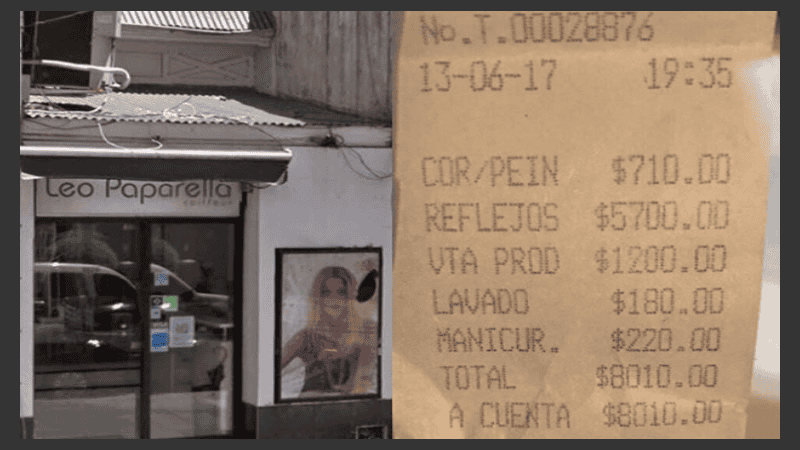 Leo Paparella
coiffeur
No.T.00028876
13-06-17 19:35
COR/PEIN $710.00
REFLEJOS $5700.00
VTA PROD $1200.00
LAVADO $180.00
MANICUR. $220.00
TOTAL $8010.00
A CUENTA $8010.00